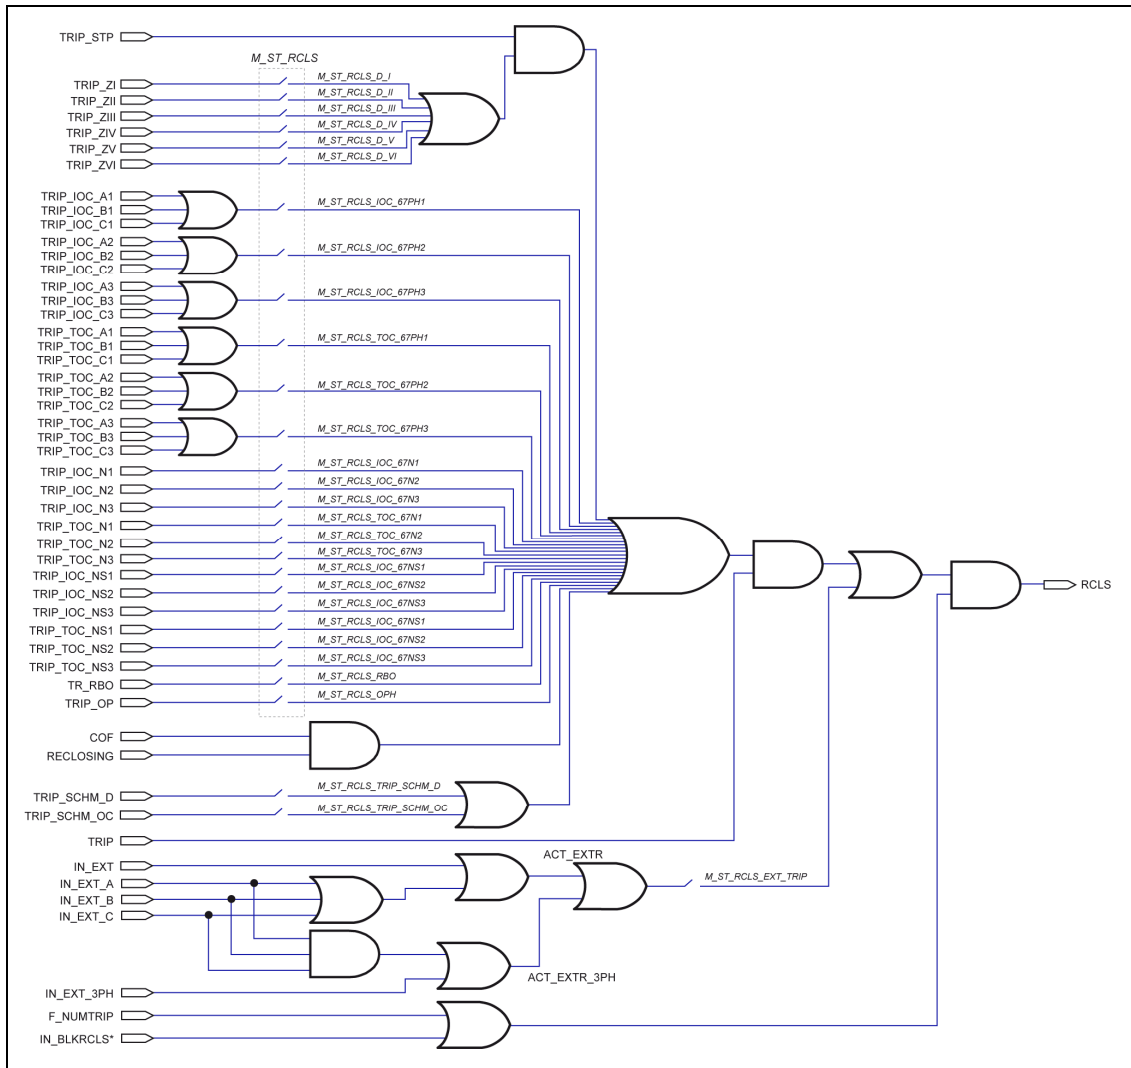 TRIP_STP
M_ST_RCLS
TRIP_ZI M_ST_RCLS_D_I
TRIP_ZII M_ST_RCLS_D_II
TRIP_ZIII M_ST_RCLS_D_III
TRIP_ZIV M_ST_RCLS_D_IV
TRIP_ZV M_ST_RCLS_D_V
TRIP_ZVI M_ST_RCLS_D_VI
TRIP_IOC_A1
TRIP_IOC_B1 M_ST_RCLS_IOC_67PH1
TRIP_IOC_C1
TRIP_IOC_A2
TRIP_IOC_B2 M_ST_RCLS_IOC_67PH2
TRIP_IOC_C2
TRIP_IOC_A3
TRIP_IOC_B3 M_ST_RCLS_IOC_67PH3
TRIP_IOC_C3
TRIP_TOC_A1
TRIP_TOC_B1 M_ST_RCLS_TOC_67PH1
TRIP_TOC_C1
TRIP_TOC_A2
TRIP_TOC_B2 M_ST_RCLS_TOC_67PH2
TRIP_TOC_C2
TRIP_TOC_A3
TRIP_TOC_B3 M_ST_RCLS_TOC_67PH3
TRIP_TOC_C3
TRIP_IOC_N1 M_ST_RCLS_IOC_67N1
TRIP_IOC_N2 M_ST_RCLS_IOC_67N2
TRIP_IOC_N3 M_ST_RCLS_IOC_67N3
TRIP_TOC_N1 M_ST_RCLS_TOC_67N1
TRIP_TOC_N2 M_ST_RCLS_TOC_67N2
TRIP_TOC_N3 M_ST_RCLS_TOC_67N3
TRIP_IOC_NS1 M_ST_RCLS_IOC_67NS1
TRIP_IOC_NS2 M_ST_RCLS_IOC_67NS2
TRIP_IOC_NS3 M_ST_RCLS_IOC_67NS3
TRIP_TOC_NS1 M_ST_RCLS_IOC_67NS1
TRIP_TOC_NS2 M_ST_RCLS_IOC_67NS2
TRIP_TOC_NS3 M_ST_RCLS_IOC_67NS3
TR_RBO M_ST_RCLS_RBO
TRIP_OP M_ST_RCLS_OPH
RCLS
COF
RECLOSING
TRIP_SCHM_D M_ST_RCLS_TRIP_SCHM_D
TRIP_SCHM_OC M_ST_RCLS_TRIP_SCHM_OC
TRIP
IN_EXT ACT_EXTR
IN_EXT_A M_ST_RCLS_EXT_TRIP
IN_EXT_B
IN_EXT_C
ACT_EXTR_3PH
IN_EXT_3PH
F_NUMTRIP
IN_BLKRCLS*